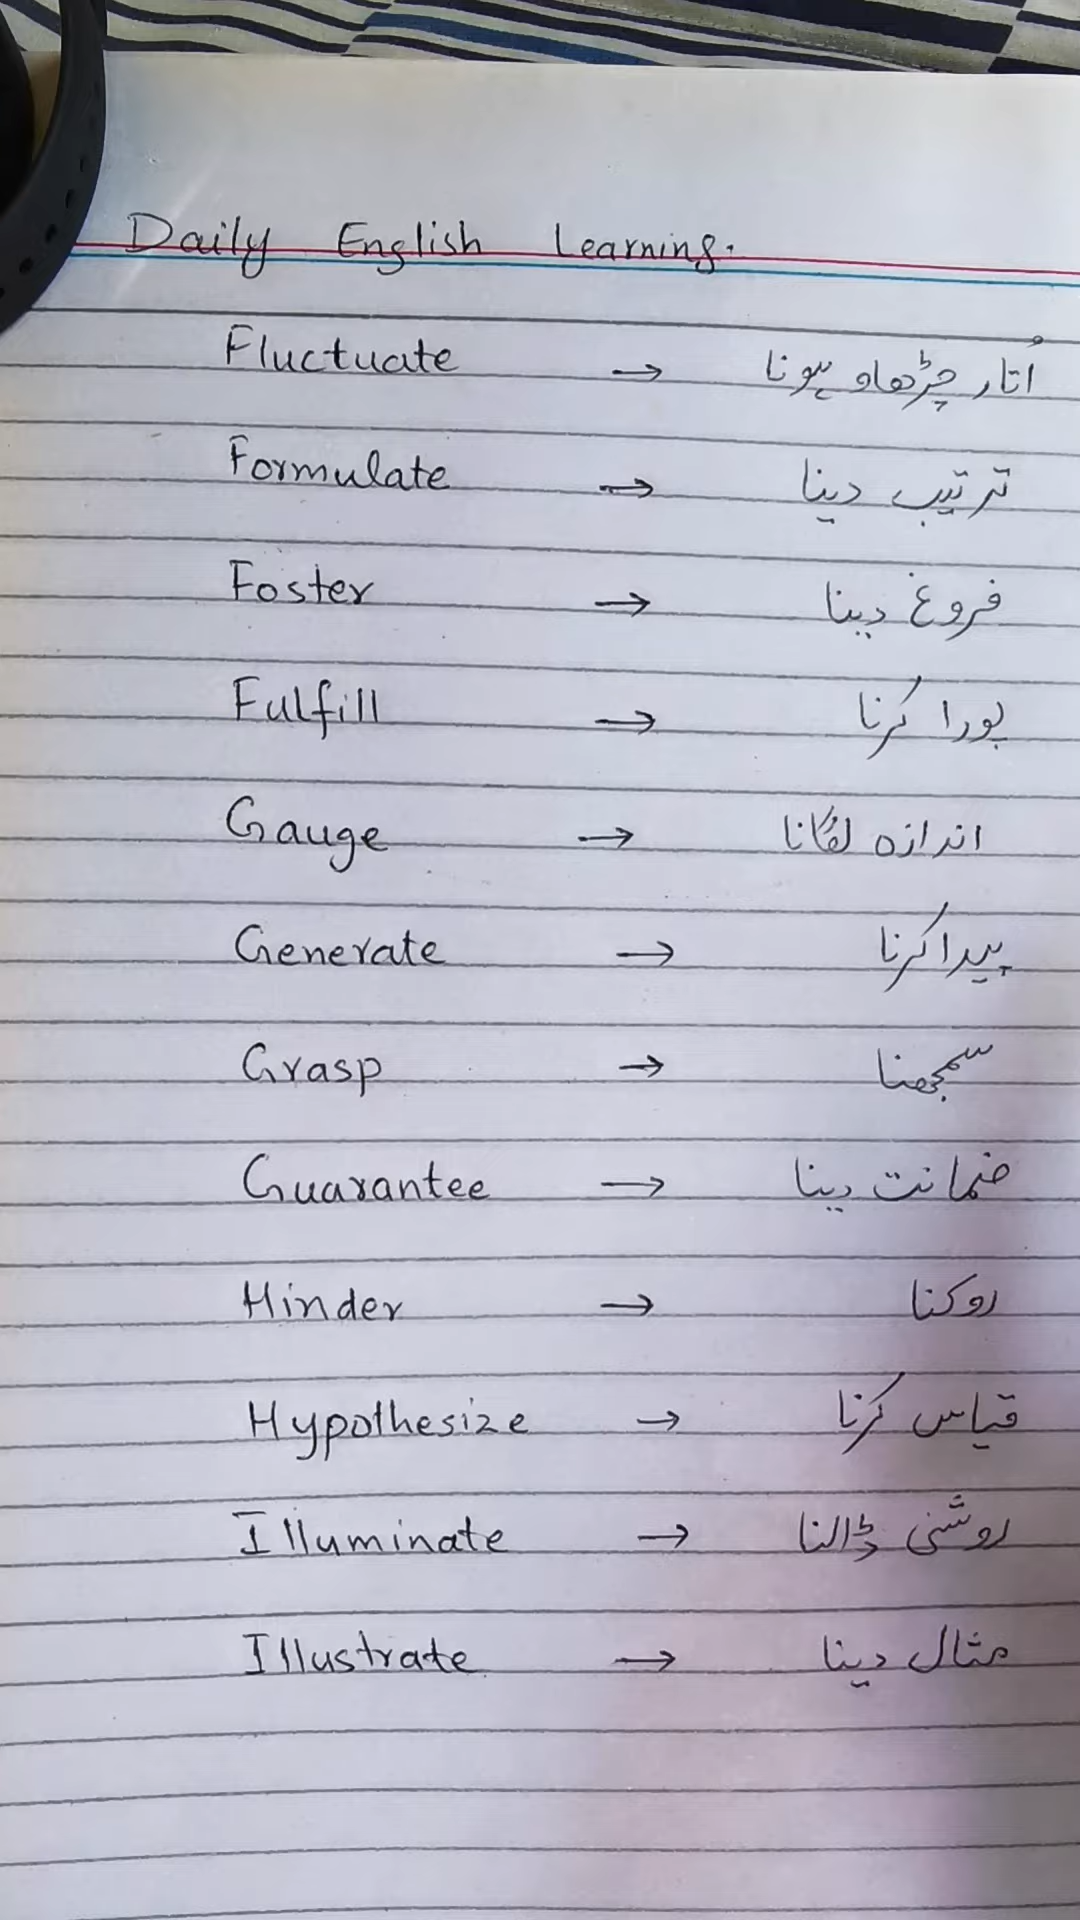 Daily English Learning.
Fluctuate → اُتار چڑھاو ہونا
Formulate → ترتیب دینا
Foster → فروغ دینا
Fulfill → پورا کرنا
Gauge → اندازہ لگانا
Generate → پیدا کرنا
Grasp → سمجھنا
Guarantee → ضمانت دینا
Hinder → روکنا
Hypothesize → قیاس کرنا
Illuminate → روشنی ڈالنا
Illustrate → مثال دینا